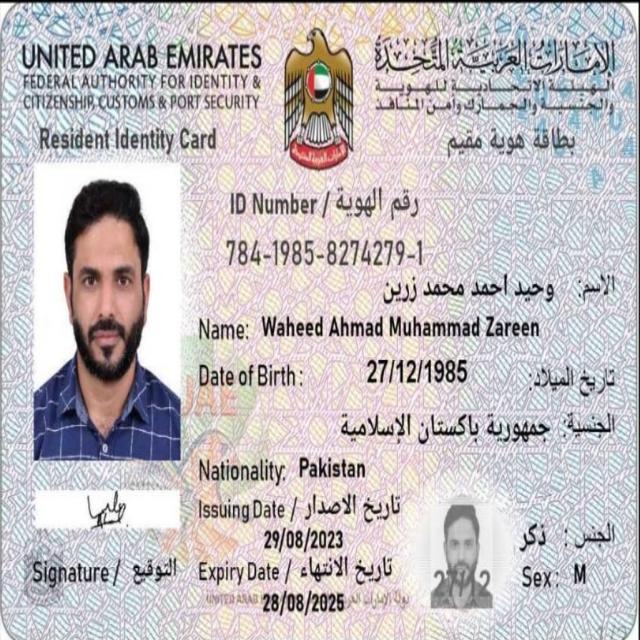 UNITED ARAB EMIRATES
FEDERAL AUTHORITY FOR IDENTITY &
CITIZENSHIP, CUSTOMS & PORT SECURITY
Resident Identity Card
الإمارات العربية المتحدة
الهيئة الاتحادية للهوية
والجنسية والجمارك وأمن المنافذ
بطاقة هوية مقيم
ID Number / رقم الهوية
784-1985-8274279-1
الاسم: وحيد احمد محمد زرين
Name: Waheed Ahmad Muhammad Zareen
Date of Birth: 27/12/1985 تاريخ الميلاد:
الجنسية: جمهورية باكستان الإسلامية
Nationality: Pakistan
Issuing Date / تاريخ الاصدار
29/08/2023
الجنس: ذكر
Signature / التوقيع
Expiry Date / تاريخ الانتهاء
28/08/2025
Sex: M
UAE